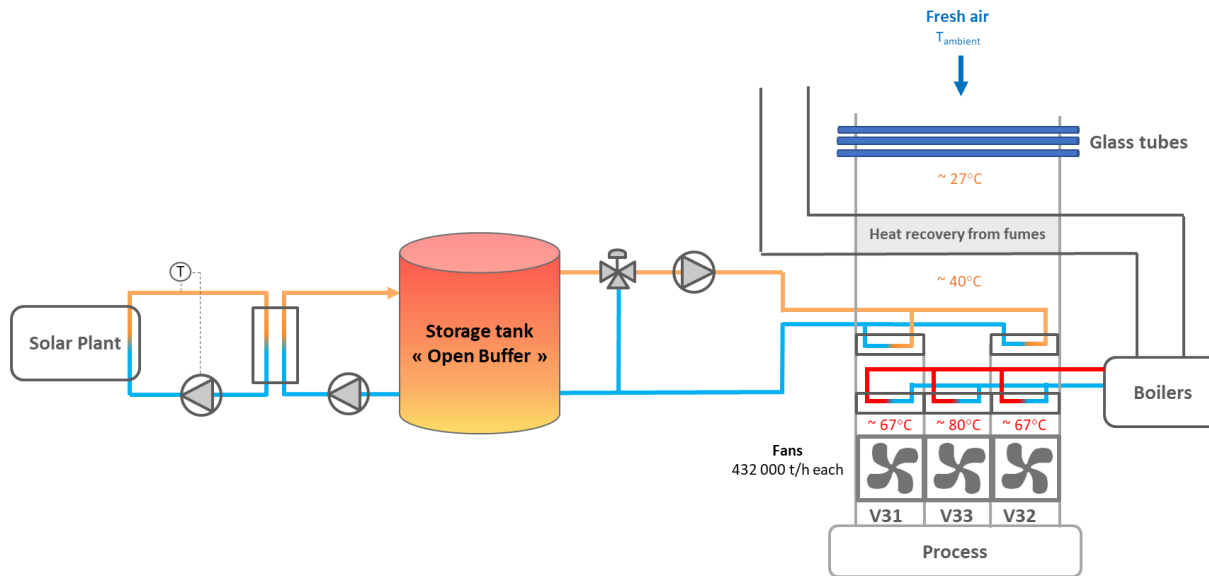 Fresh air
T ambient
Glass tubes
~ 27°C
Heat recovery from fumes
T
~ 40°C
Storage tank
« Open Buffer »
Solar Plant
Boilers
~ 67°C
~ 80°C
~ 67°C
Fans
432 000 t/h each
V31
V33
V32
Process